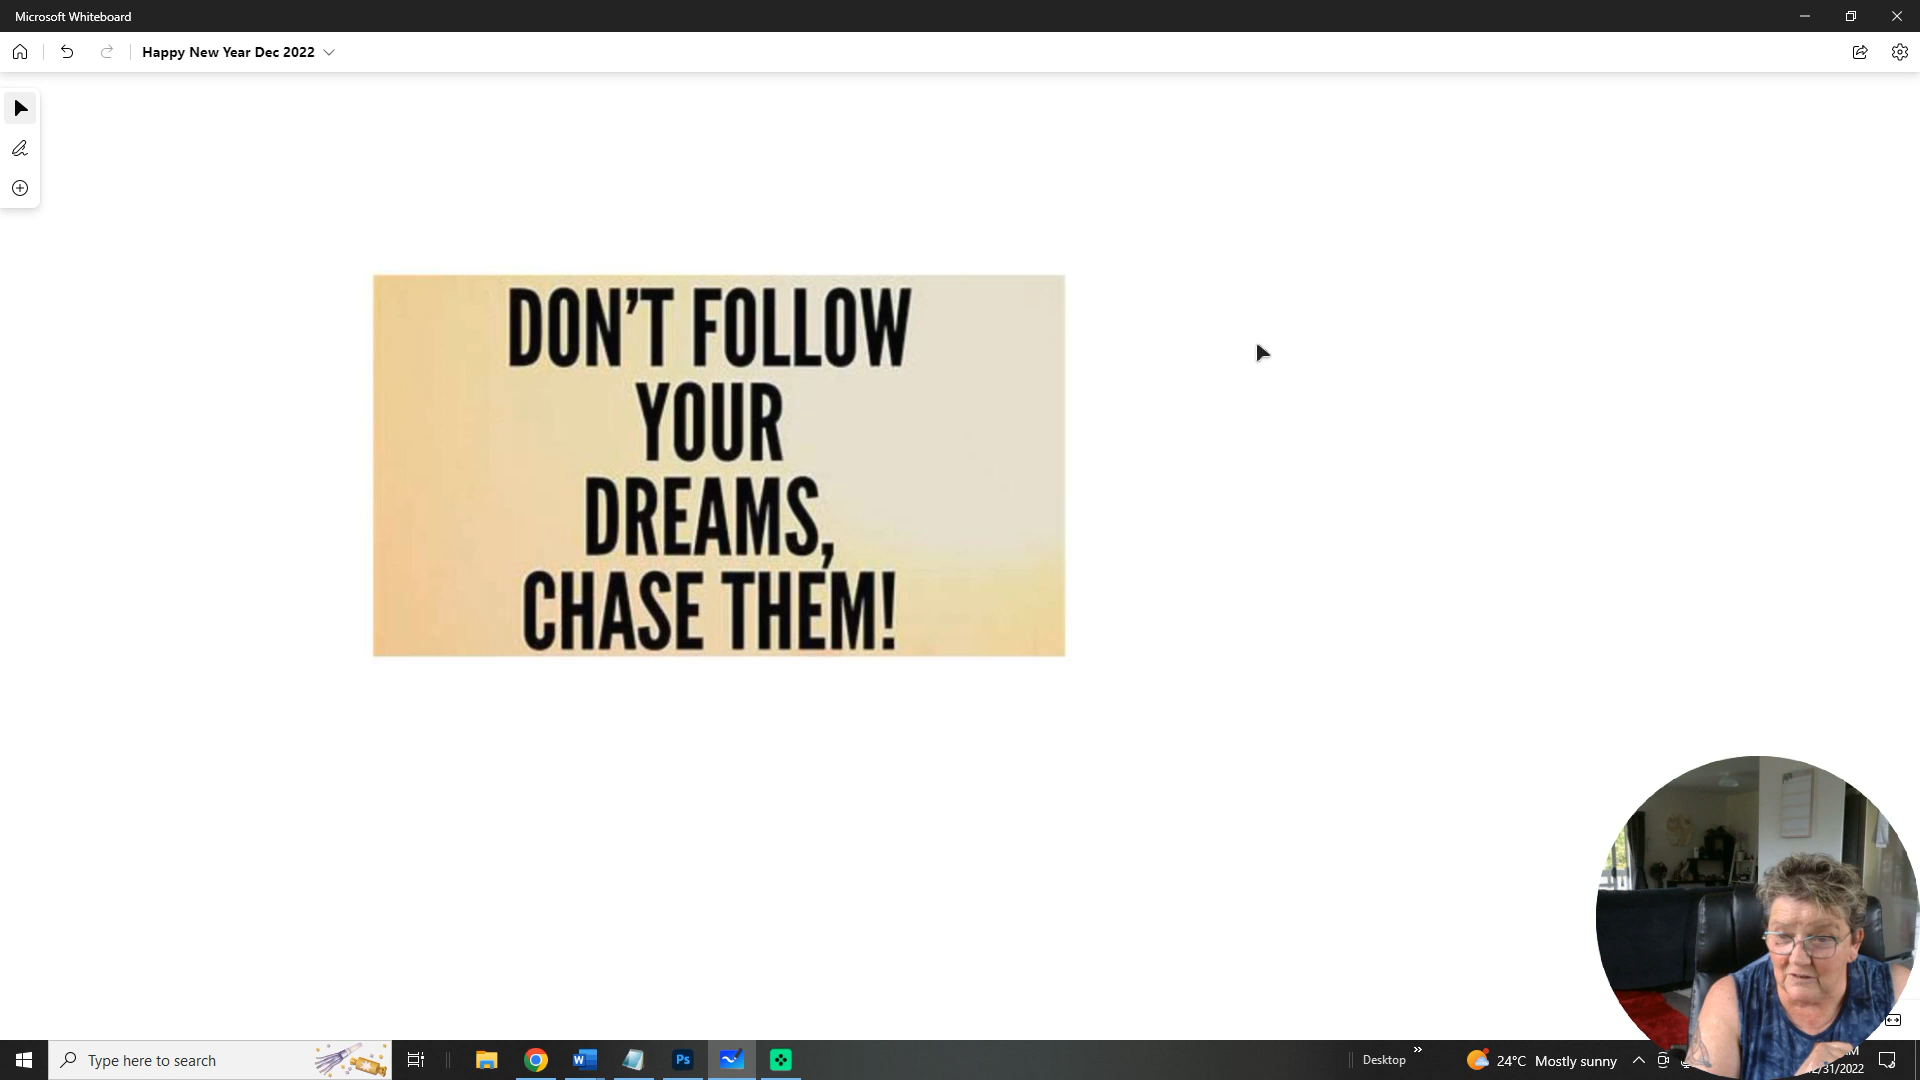 Microsoft Whiteboard
Happy New Year Dec 2022
DON'T FOLLOW
YOUR
DREAMS,
CHASE THEM!
Type here to search
Desktop
24°C Mostly sunny